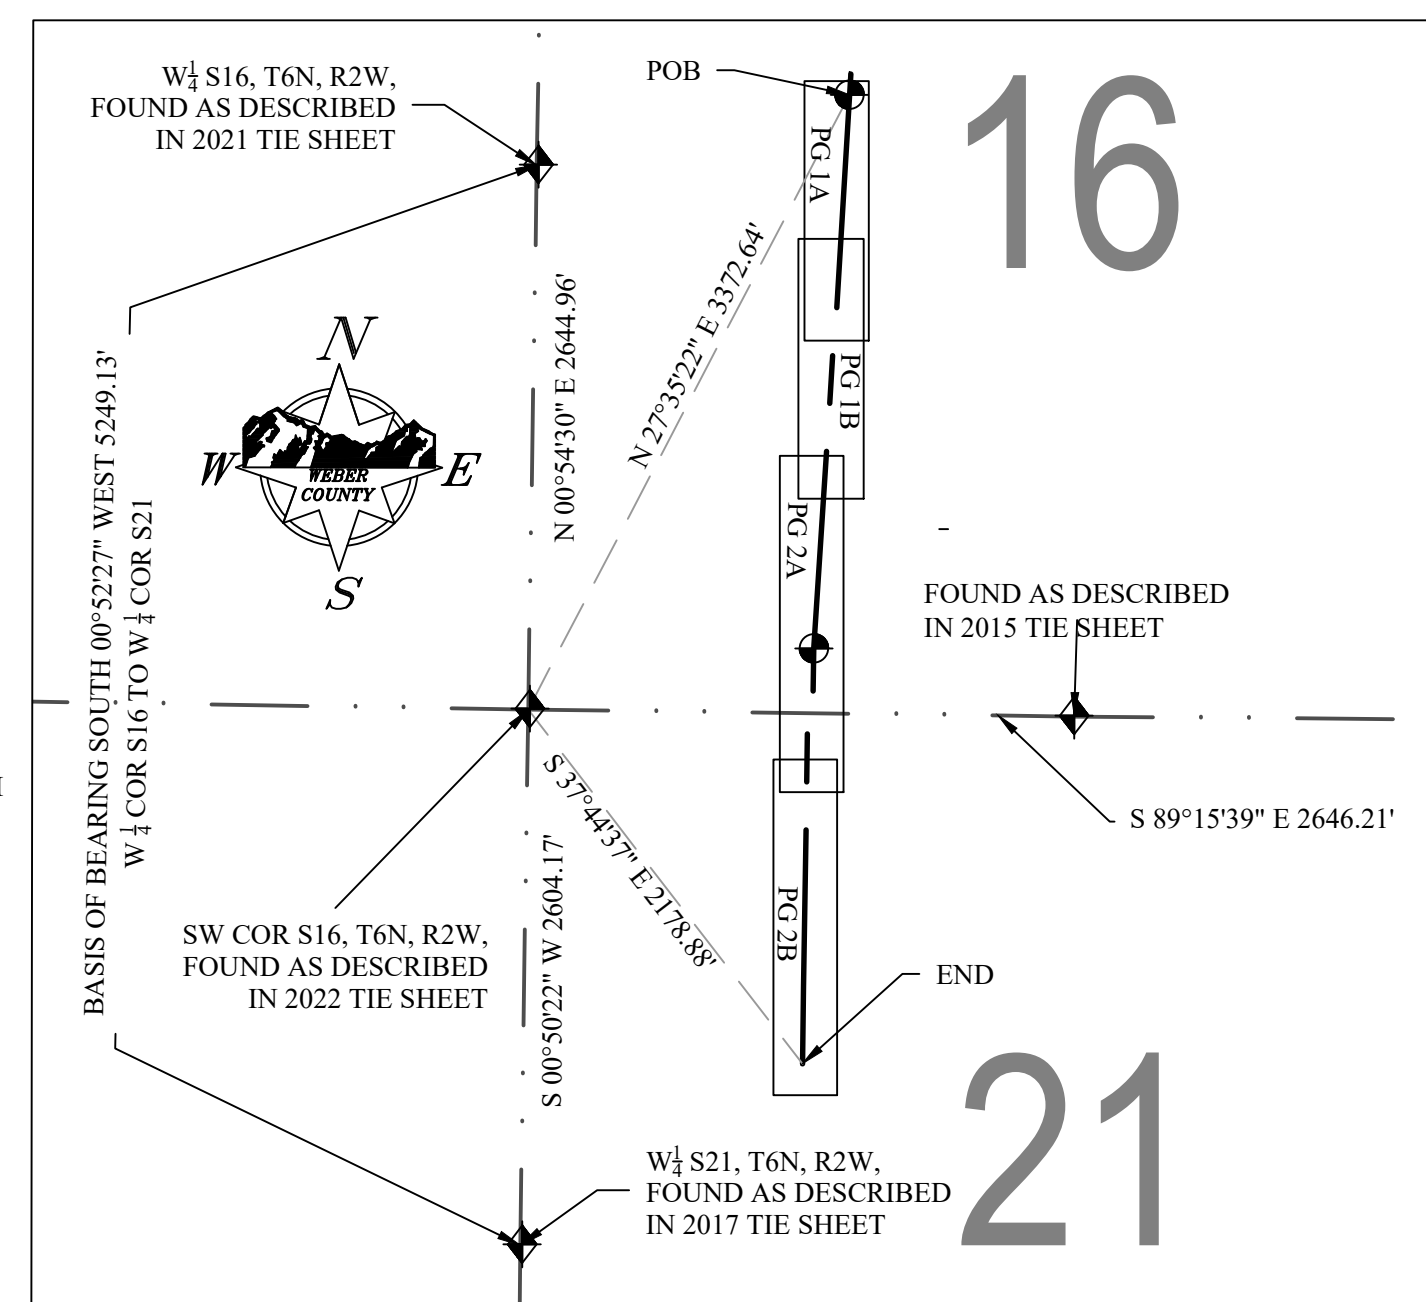 W 1/4 S16, T6N, R2W,
FOUND AS DESCRIBED
IN 2021 TIE SHEET
POB
16
PG 1A
N 27°35'22" E 3372.64'
N 00°54'30" E 2644.96'
N
W
E
S
WEBER
COUNTY
PG 1B
BASIS OF BEARING SOUTH 00°52'27" WEST 5249.13'
W 1/4 COR S16 TO W 1/4 COR S21
PG 2A
FOUND AS DESCRIBED
IN 2015 TIE SHEET
S 89°15'39" E 2646.21'
S 37°44'37" E 2178.88'
S 00°50'22" W 2604.17'
SW COR S16, T6N, R2W,
FOUND AS DESCRIBED
IN 2022 TIE SHEET
PG 2B
END
21
W 1/4 S21, T6N, R2W,
FOUND AS DESCRIBED
IN 2017 TIE SHEET